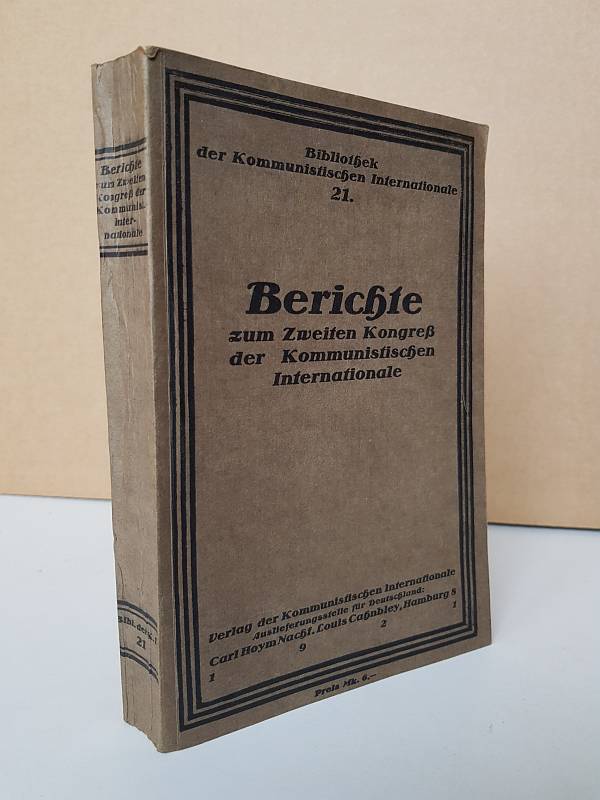 Berichte
zum Zweiten
Kongreß der
Kommunist.
Inter-
nationale
Bibl. der K. I
21
Bibliothek
der Kommunistischen Internationale
21.
Berichte
zum Zweiten Kongreß
der Kommunistischen
Internationale
Verlag der Kommunistischen Internationale
Auslieferungsstelle für Deutschland:
Carl Hoym Nachf. Louis Cahnbley, Hamburg 8
1 9 2 1
Preis Mk. 6.—